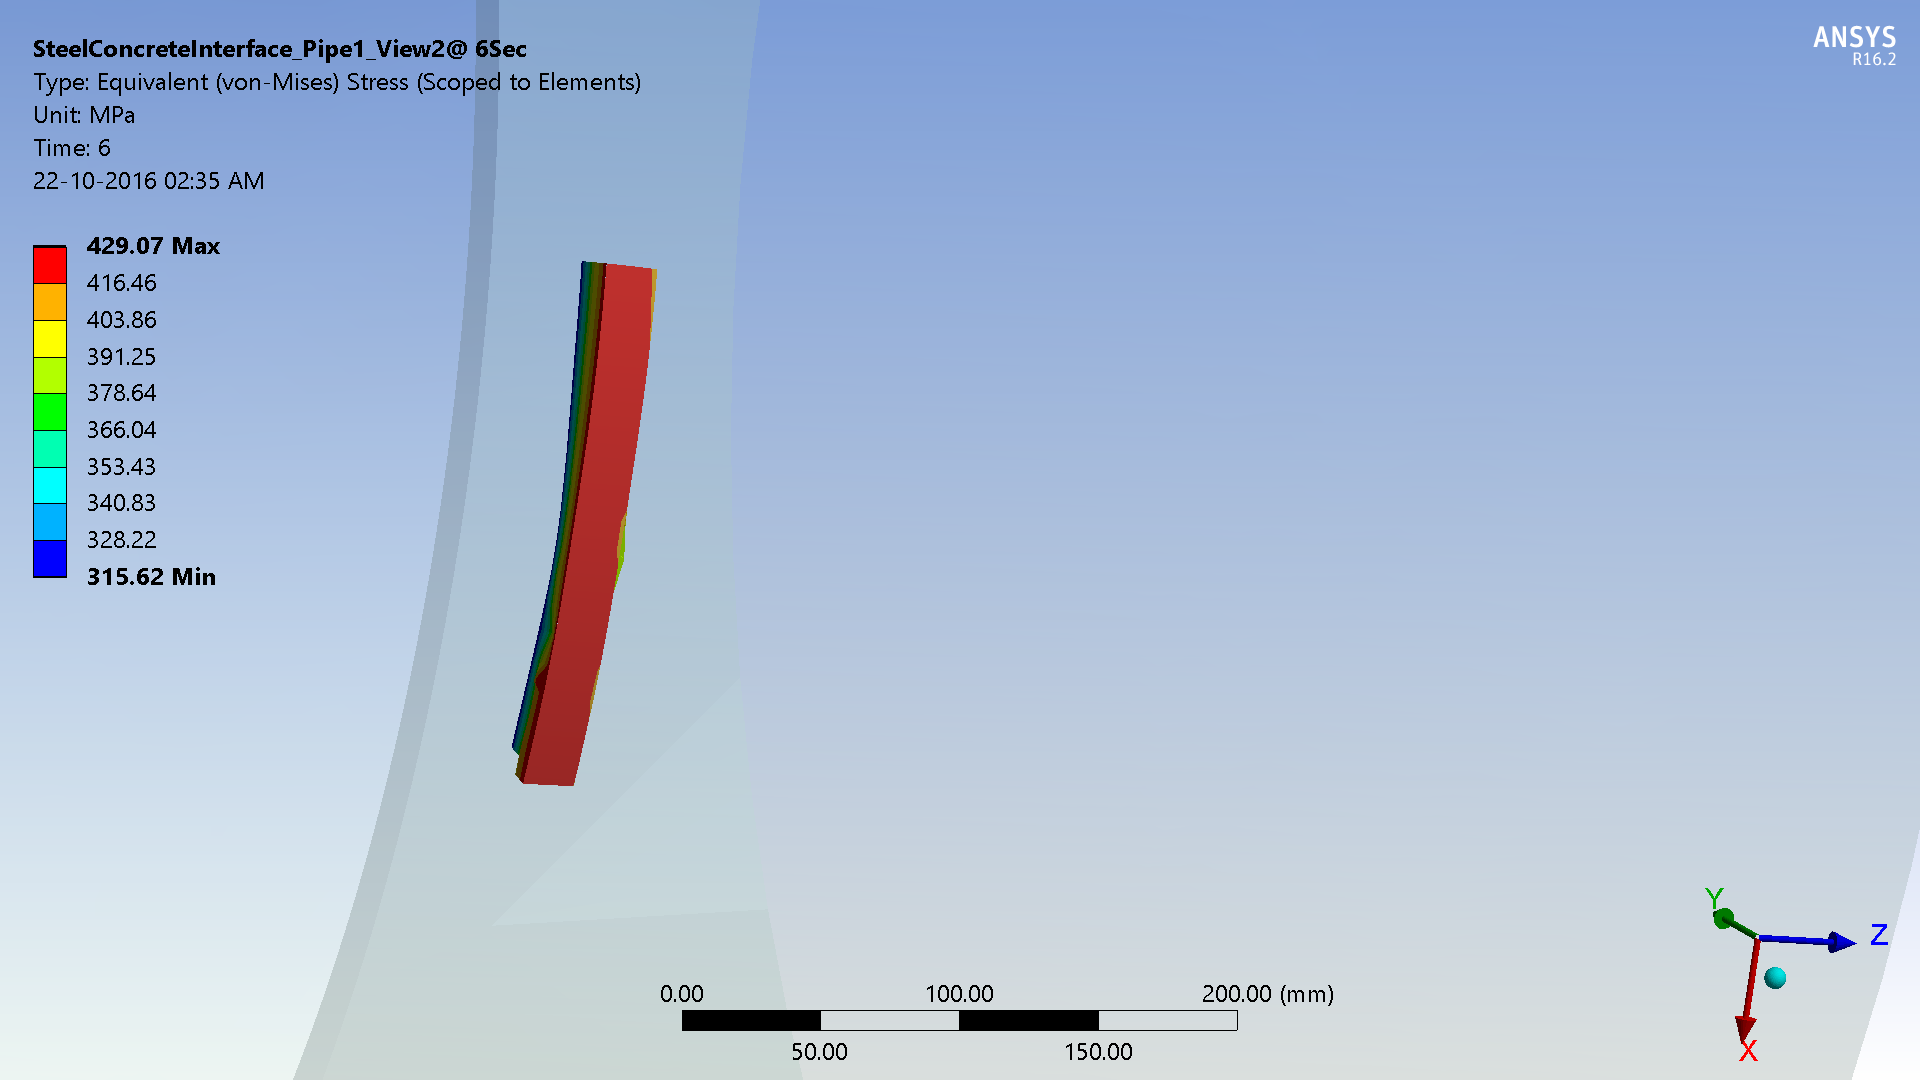 SteelConcreteInterface_Pipe1_View2@ 6Sec
Type: Equivalent (von-Mises) Stress (Scoped to Elements)
Unit: MPa
Time: 6
22-10-2016 02:35 AM
ANSYS
R16.2
429.07 Max
416.46
403.86
391.25
378.64
366.04
353.43
340.83
328.22
315.62 Min
Y
Z
X
0.00 100.00 200.00 (mm)
50.00 150.00